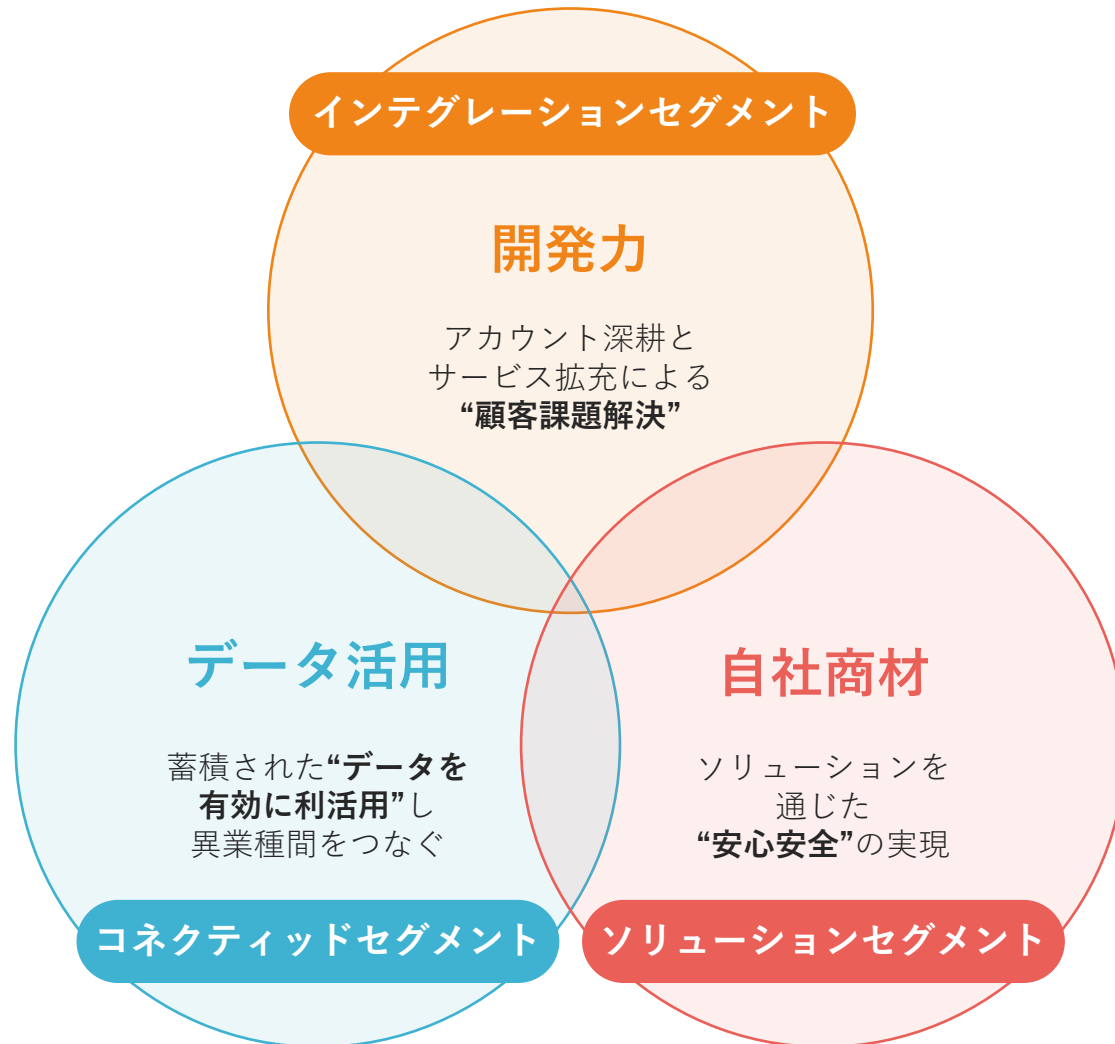 インテグレーションセグメント
開発力
アカウント深耕と
サービス拡充による
“顧客課題解決”
データ活用
蓄積された“データを
有効に利活用”し
異業種間をつなぐ
コネクティッドセグメント
自社商材
ソリューションを
通じた
“安心安全”の実現
ソリューションセグメント